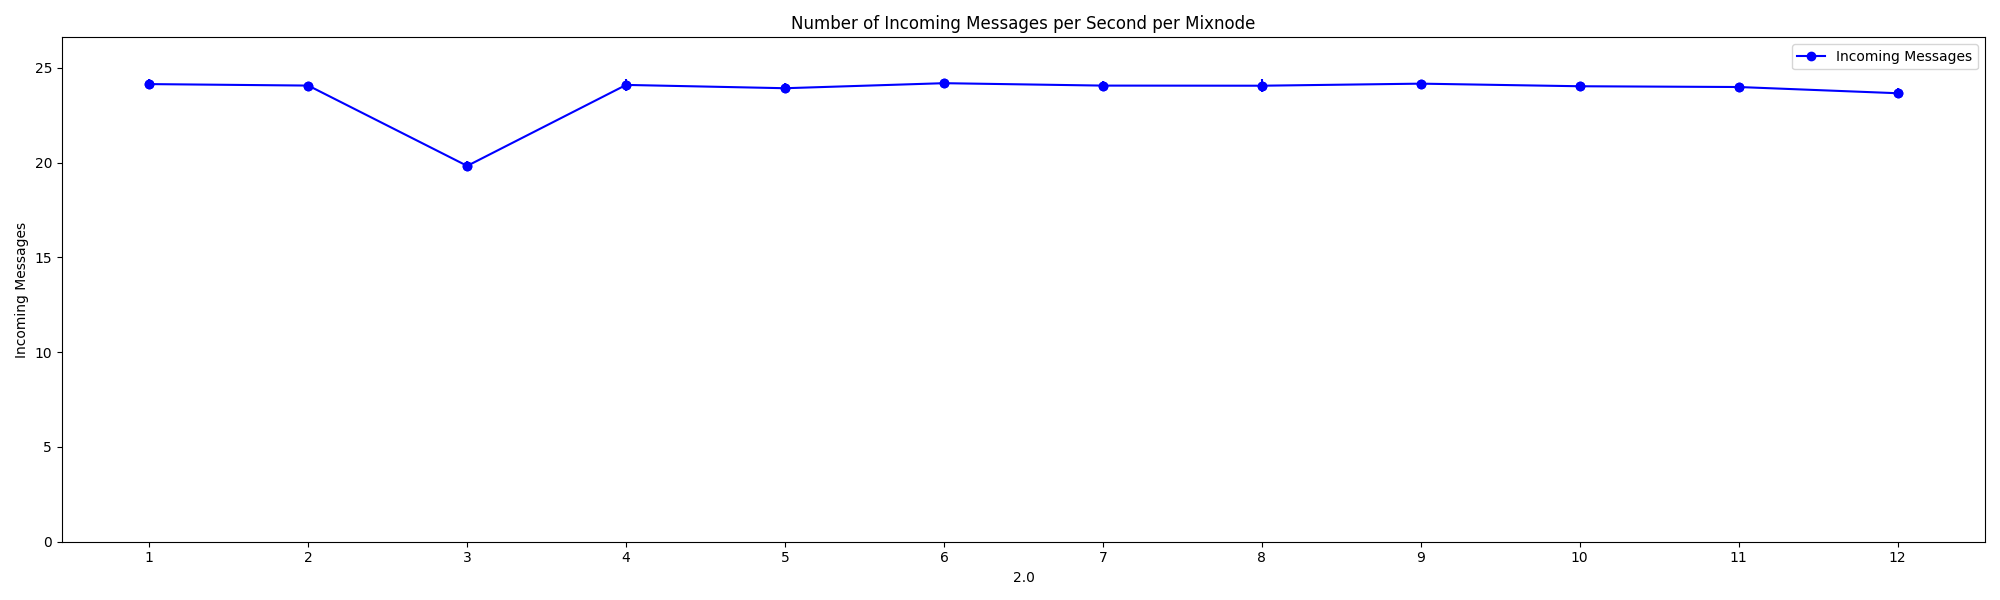 Number of Incoming Messages per Second per Mixnode
Incoming Messages
25
20
15
10
5
0
Incoming Messages
1 2 3 4 5 6 7 8 9 10 11 12
2.0